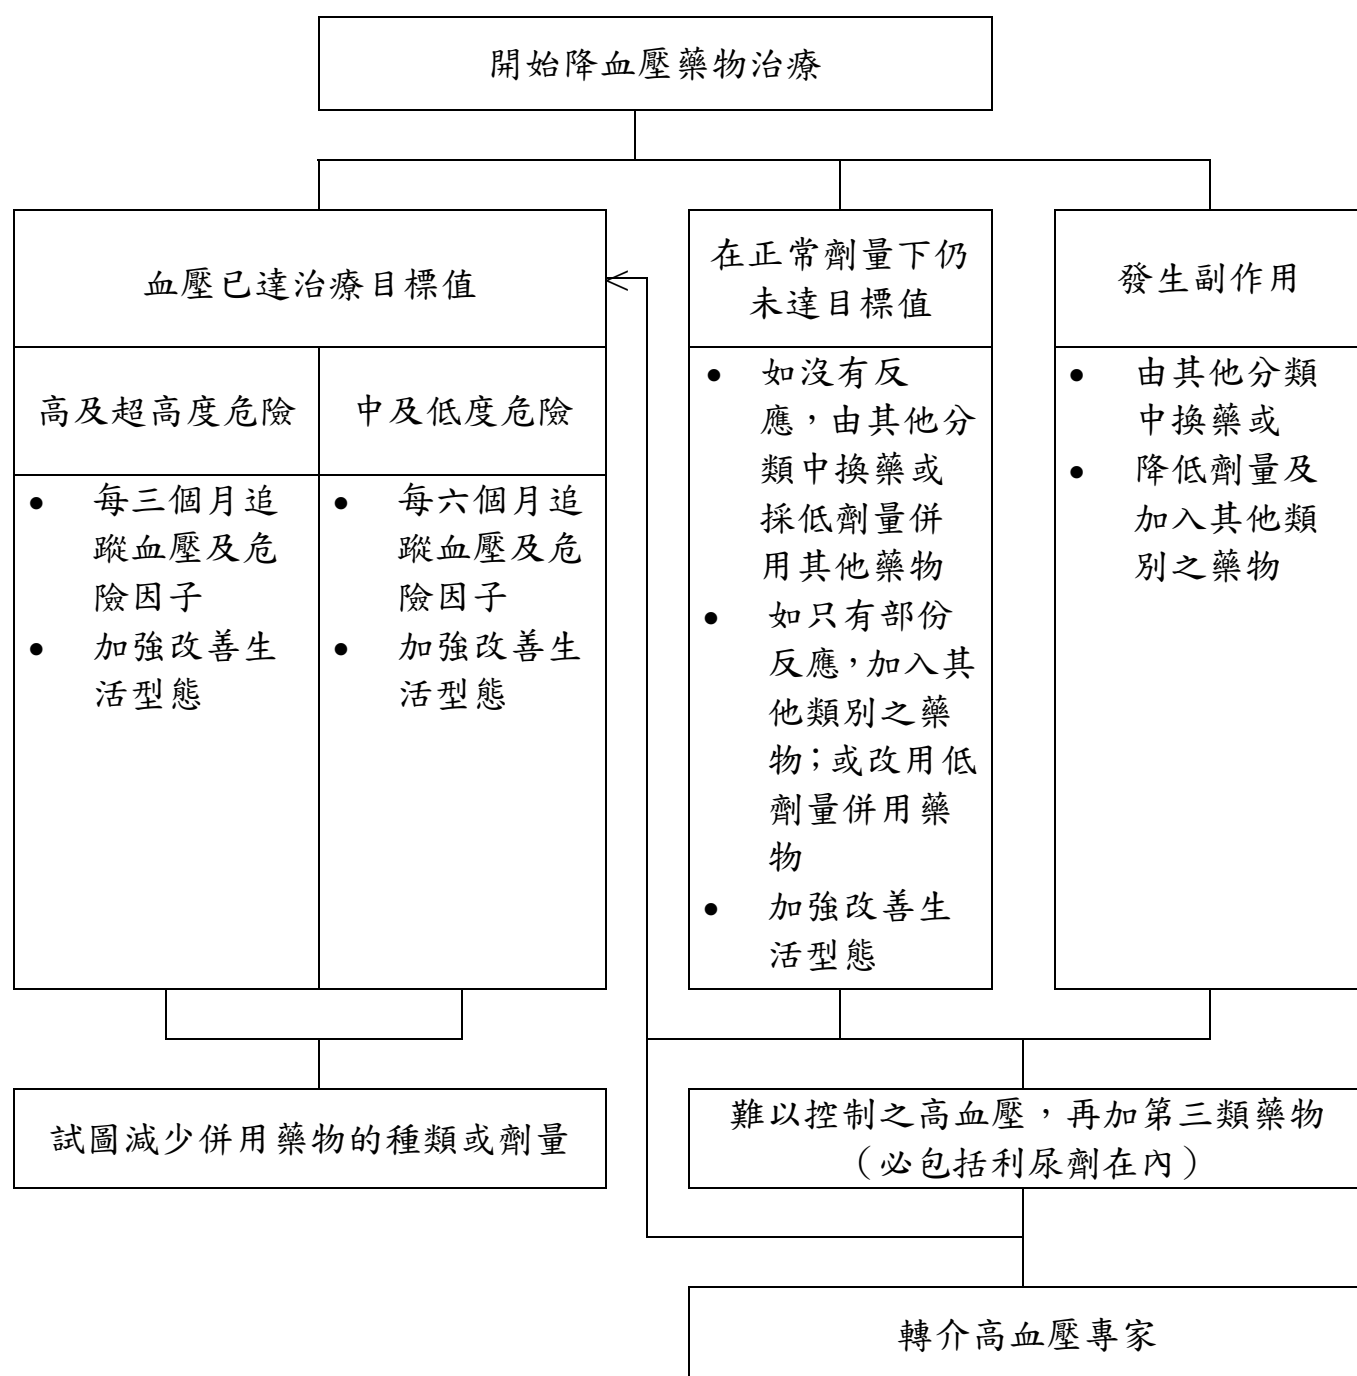 開始降血壓藥物治療
血壓已達治療目標值
高及超高度危險
● 每三個月追
蹤血壓及危
險因子
● 加強改善生
活型態
中及低度危險
● 每六個月追
蹤血壓及危
險因子
● 加強改善生
活型態
在正常劑量下仍
未達目標值
● 如沒有反
應，由其他分
類中換藥或
採低劑量併
用其他藥物
● 如只有部份
反應，加入其
他類別之藥
物；或改用低
劑量併用藥
物
● 加強改善生
活型態
發生副作用
● 由其他分類
中換藥或
● 降低劑量及
加入其他類
別之藥物
試圖減少併用藥物的種類或劑量
難以控制之高血壓，再加第三類藥物
（必包括利尿劑在內）
轉介高血壓專家